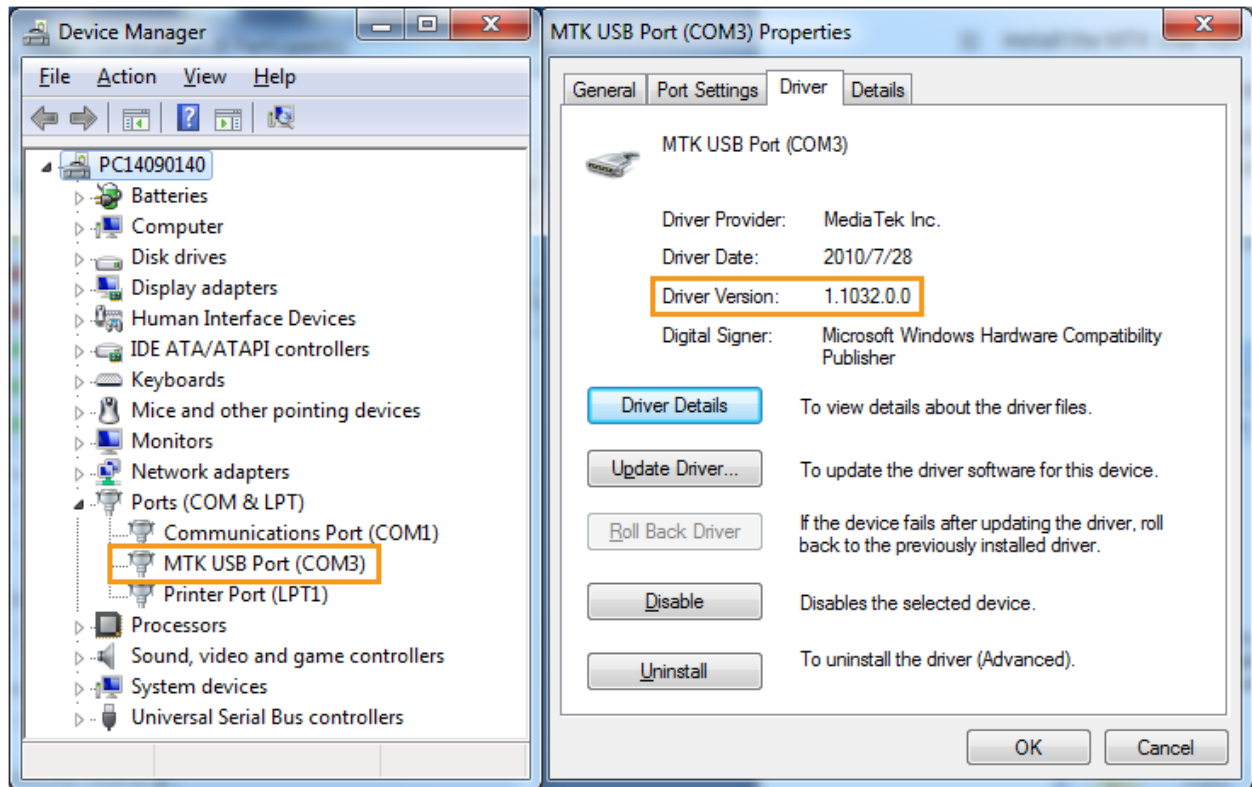 Device Manager
File Action View Help
PC14090140
Batteries
Computer
Disk drives
Display adapters
Human Interface Devices
IDE ATA/ATAPI controllers
Keyboards
Mice and other pointing devices
Monitors
Network adapters
Ports (COM & LPT)
Communications Port (COM1)
MTK USB Port (COM3)
Printer Port (LPT1)
Processors
Sound, video and game controllers
System devices
Universal Serial Bus controllers
MTK USB Port (COM3) Properties
General Port Settings Driver Details
MTK USB Port (COM3)
Driver Provider: MediaTek Inc.
Driver Date: 2010/7/28
Driver Version: 1.1032.0.0
Digital Signer: Microsoft Windows Hardware Compatibility
Publisher
Driver Details To view details about the driver files.
Update Driver... To update the driver software for this device.
Roll Back Driver If the device fails after updating the driver, roll
back to the previously installed driver.
Disable Disables the selected device.
Uninstall To uninstall the driver (Advanced).
OK Cancel